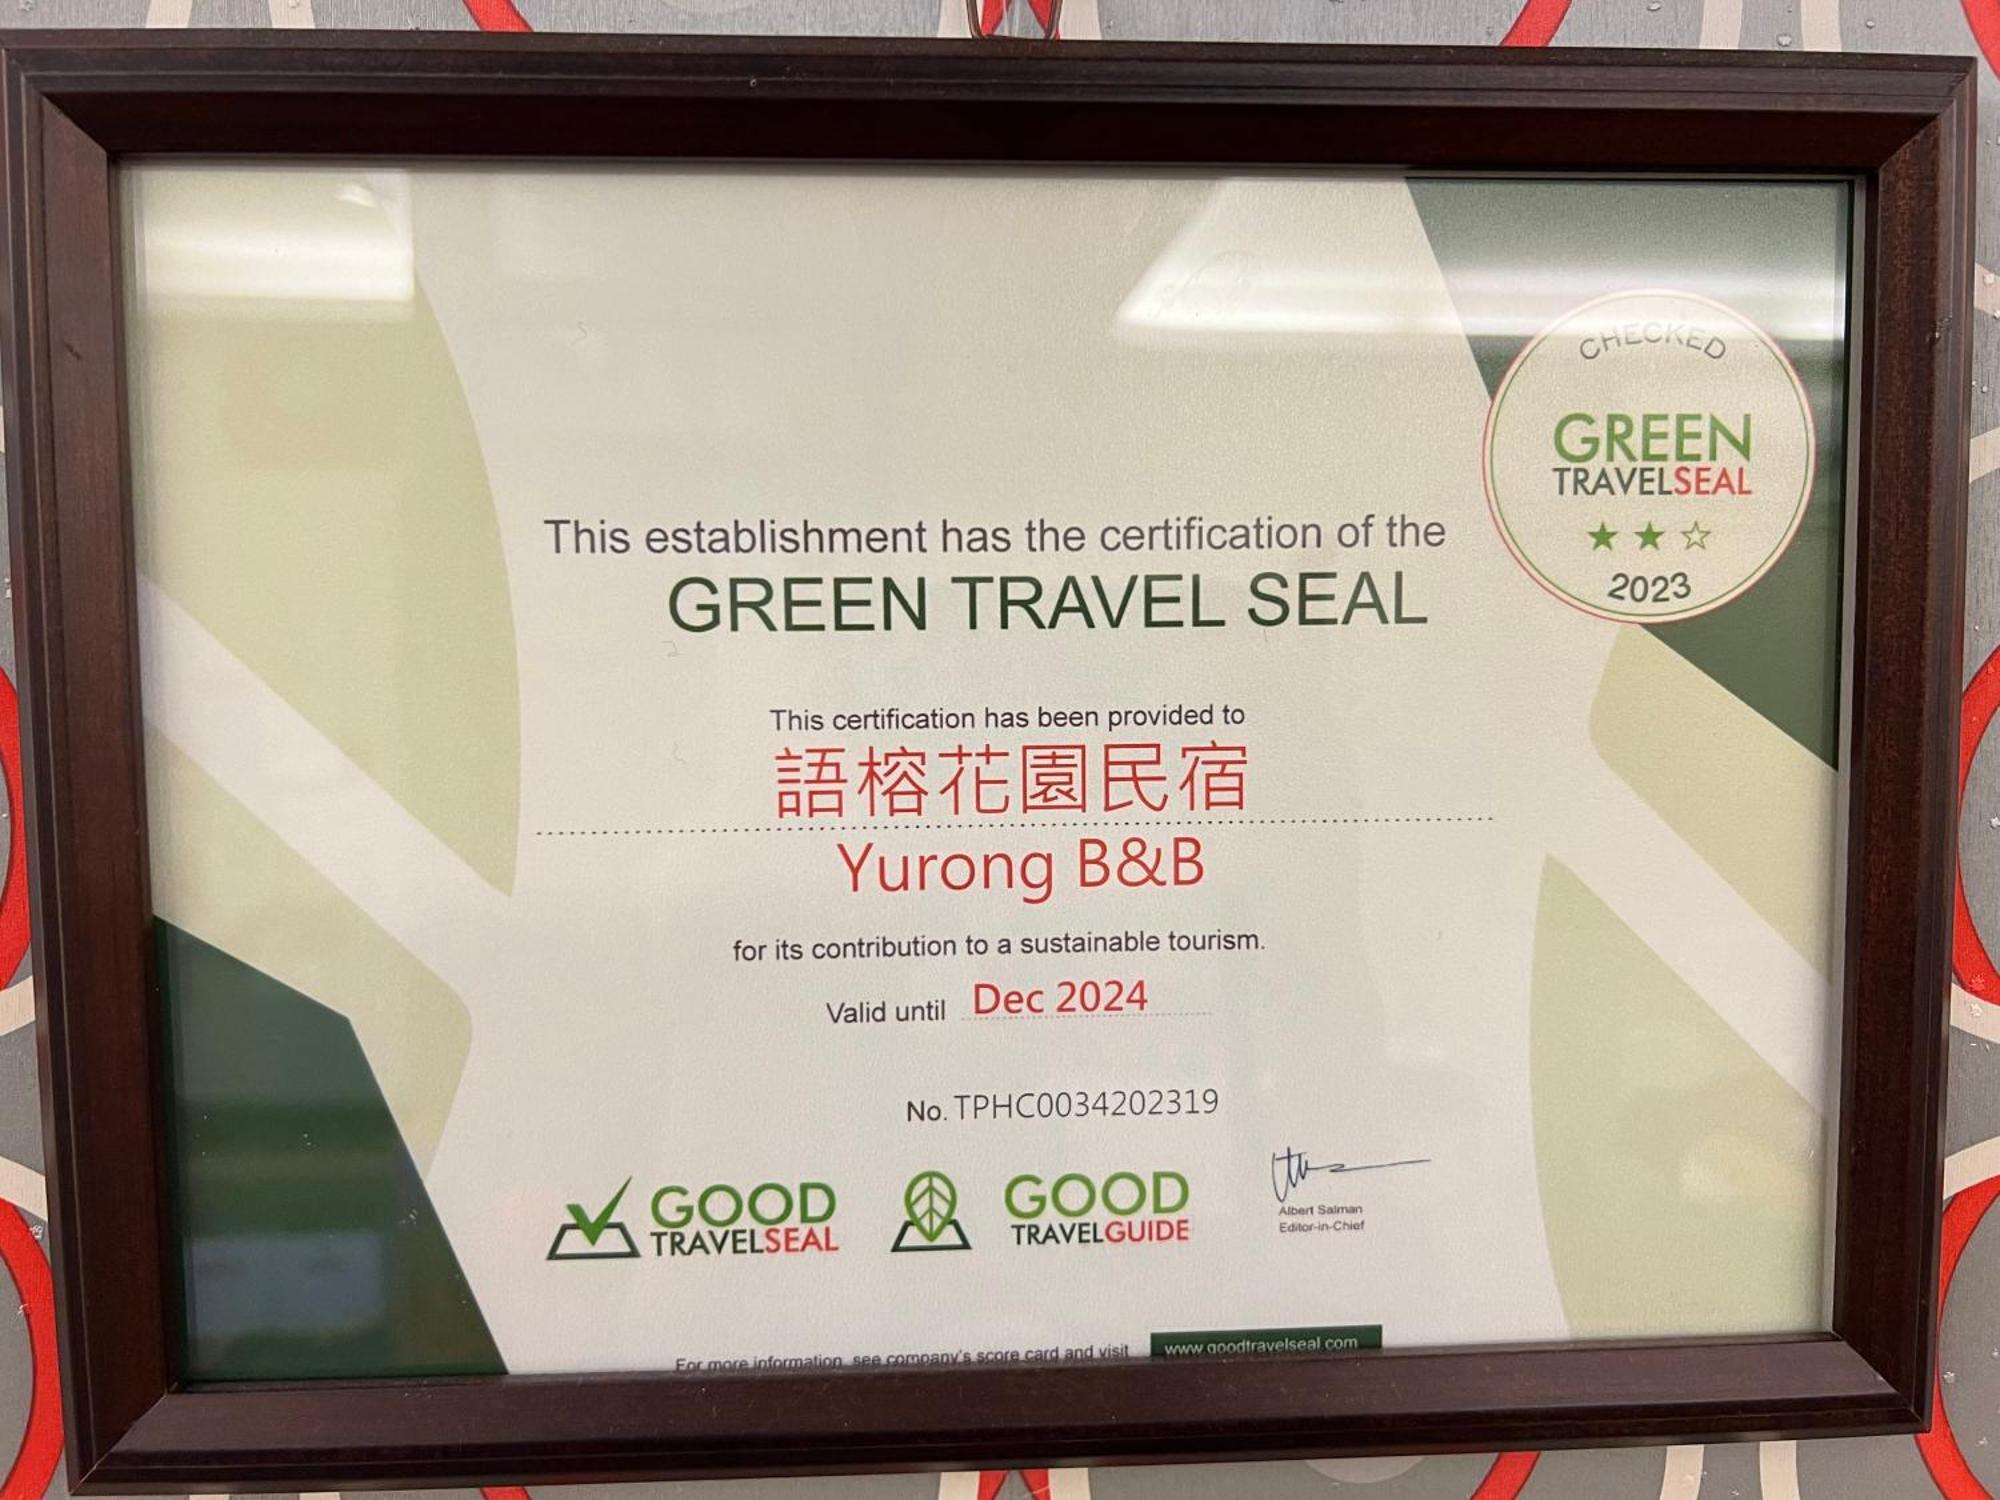 CHECKED
GREEN
TRAVELSEAL
2023
This establishment has the certification of the
GREEN TRAVEL SEAL
This certification has been provided to
語榕花園民宿
Yurong B&B
for its contribution to a sustainable tourism.
Valid until Dec 2024
No. TPHC0034202319
GOOD
TRAVELSEAL
GOOD
TRAVELGUIDE
Albert Salman
Editor-in-Chief
For more information, see company's score card and visit www.goodtravelseal.com